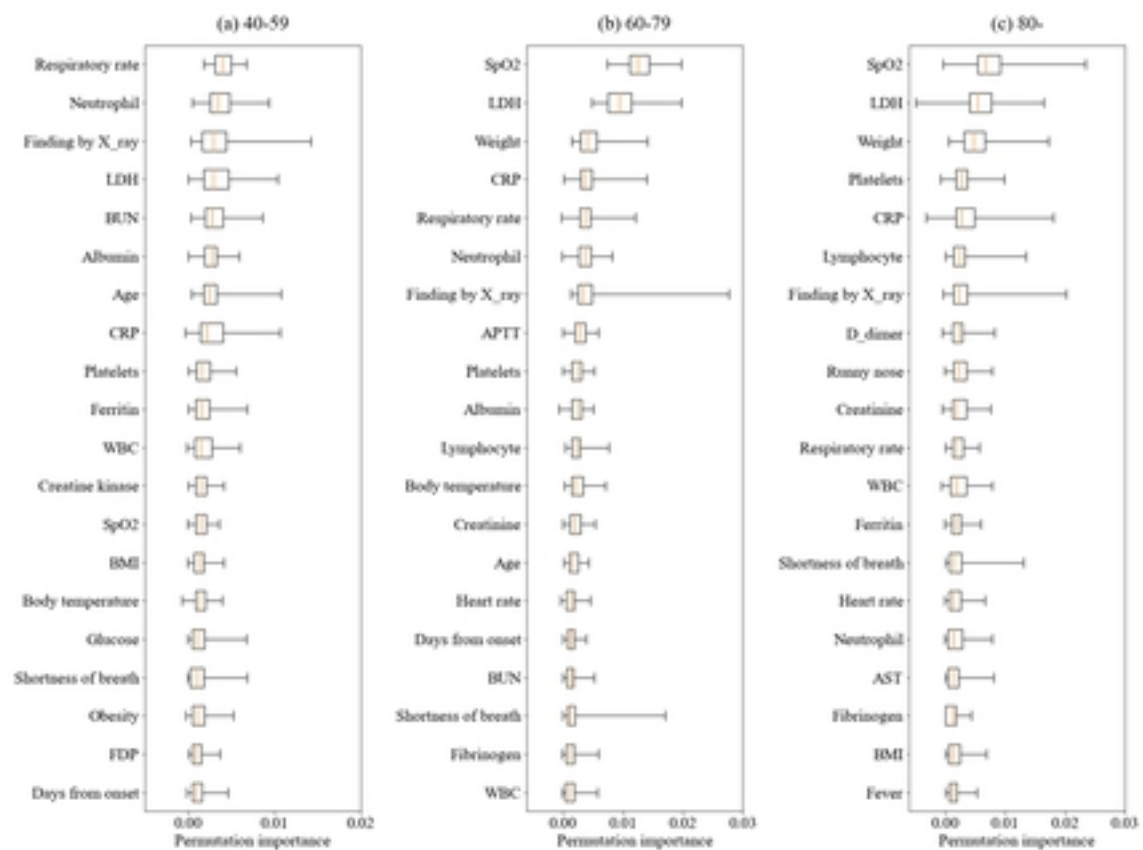 (a) 40-59
Respiratory rate
Neutrophil
Finding by X_ray
LDH
BUN
Albumin
Age
CRP
Platelets
Ferritin
WBC
Creatine kinase
SpO2
BMI
Body temperature
Glucose
Shortness of breath
Obesity
FDP
Days from onset
0.00 0.01 0.02
Permutation importance
(b) 60-79
SpO2
LDH
Weight
CRP
Respiratory rate
Neutrophil
Finding by X_ray
APTT
Platelets
Albumin
Lymphocyte
Body temperature
Creatinine
Age
Heart rate
Days from onset
BUN
Shortness of breath
Fibrinogen
WBC
0.00 0.01 0.02 0.03
Permutation importance
(c) 80-
SpO2
LDH
Weight
Platelets
CRP
Lymphocyte
Finding by X_ray
D_dimer
Runny nose
Creatinine
Respiratory rate
WBC
Ferritin
Shortness of breath
Heart rate
Neutrophil
AST
Fibrinogen
BMI
Fever
0.00 0.01 0.02 0.03
Permutation importance